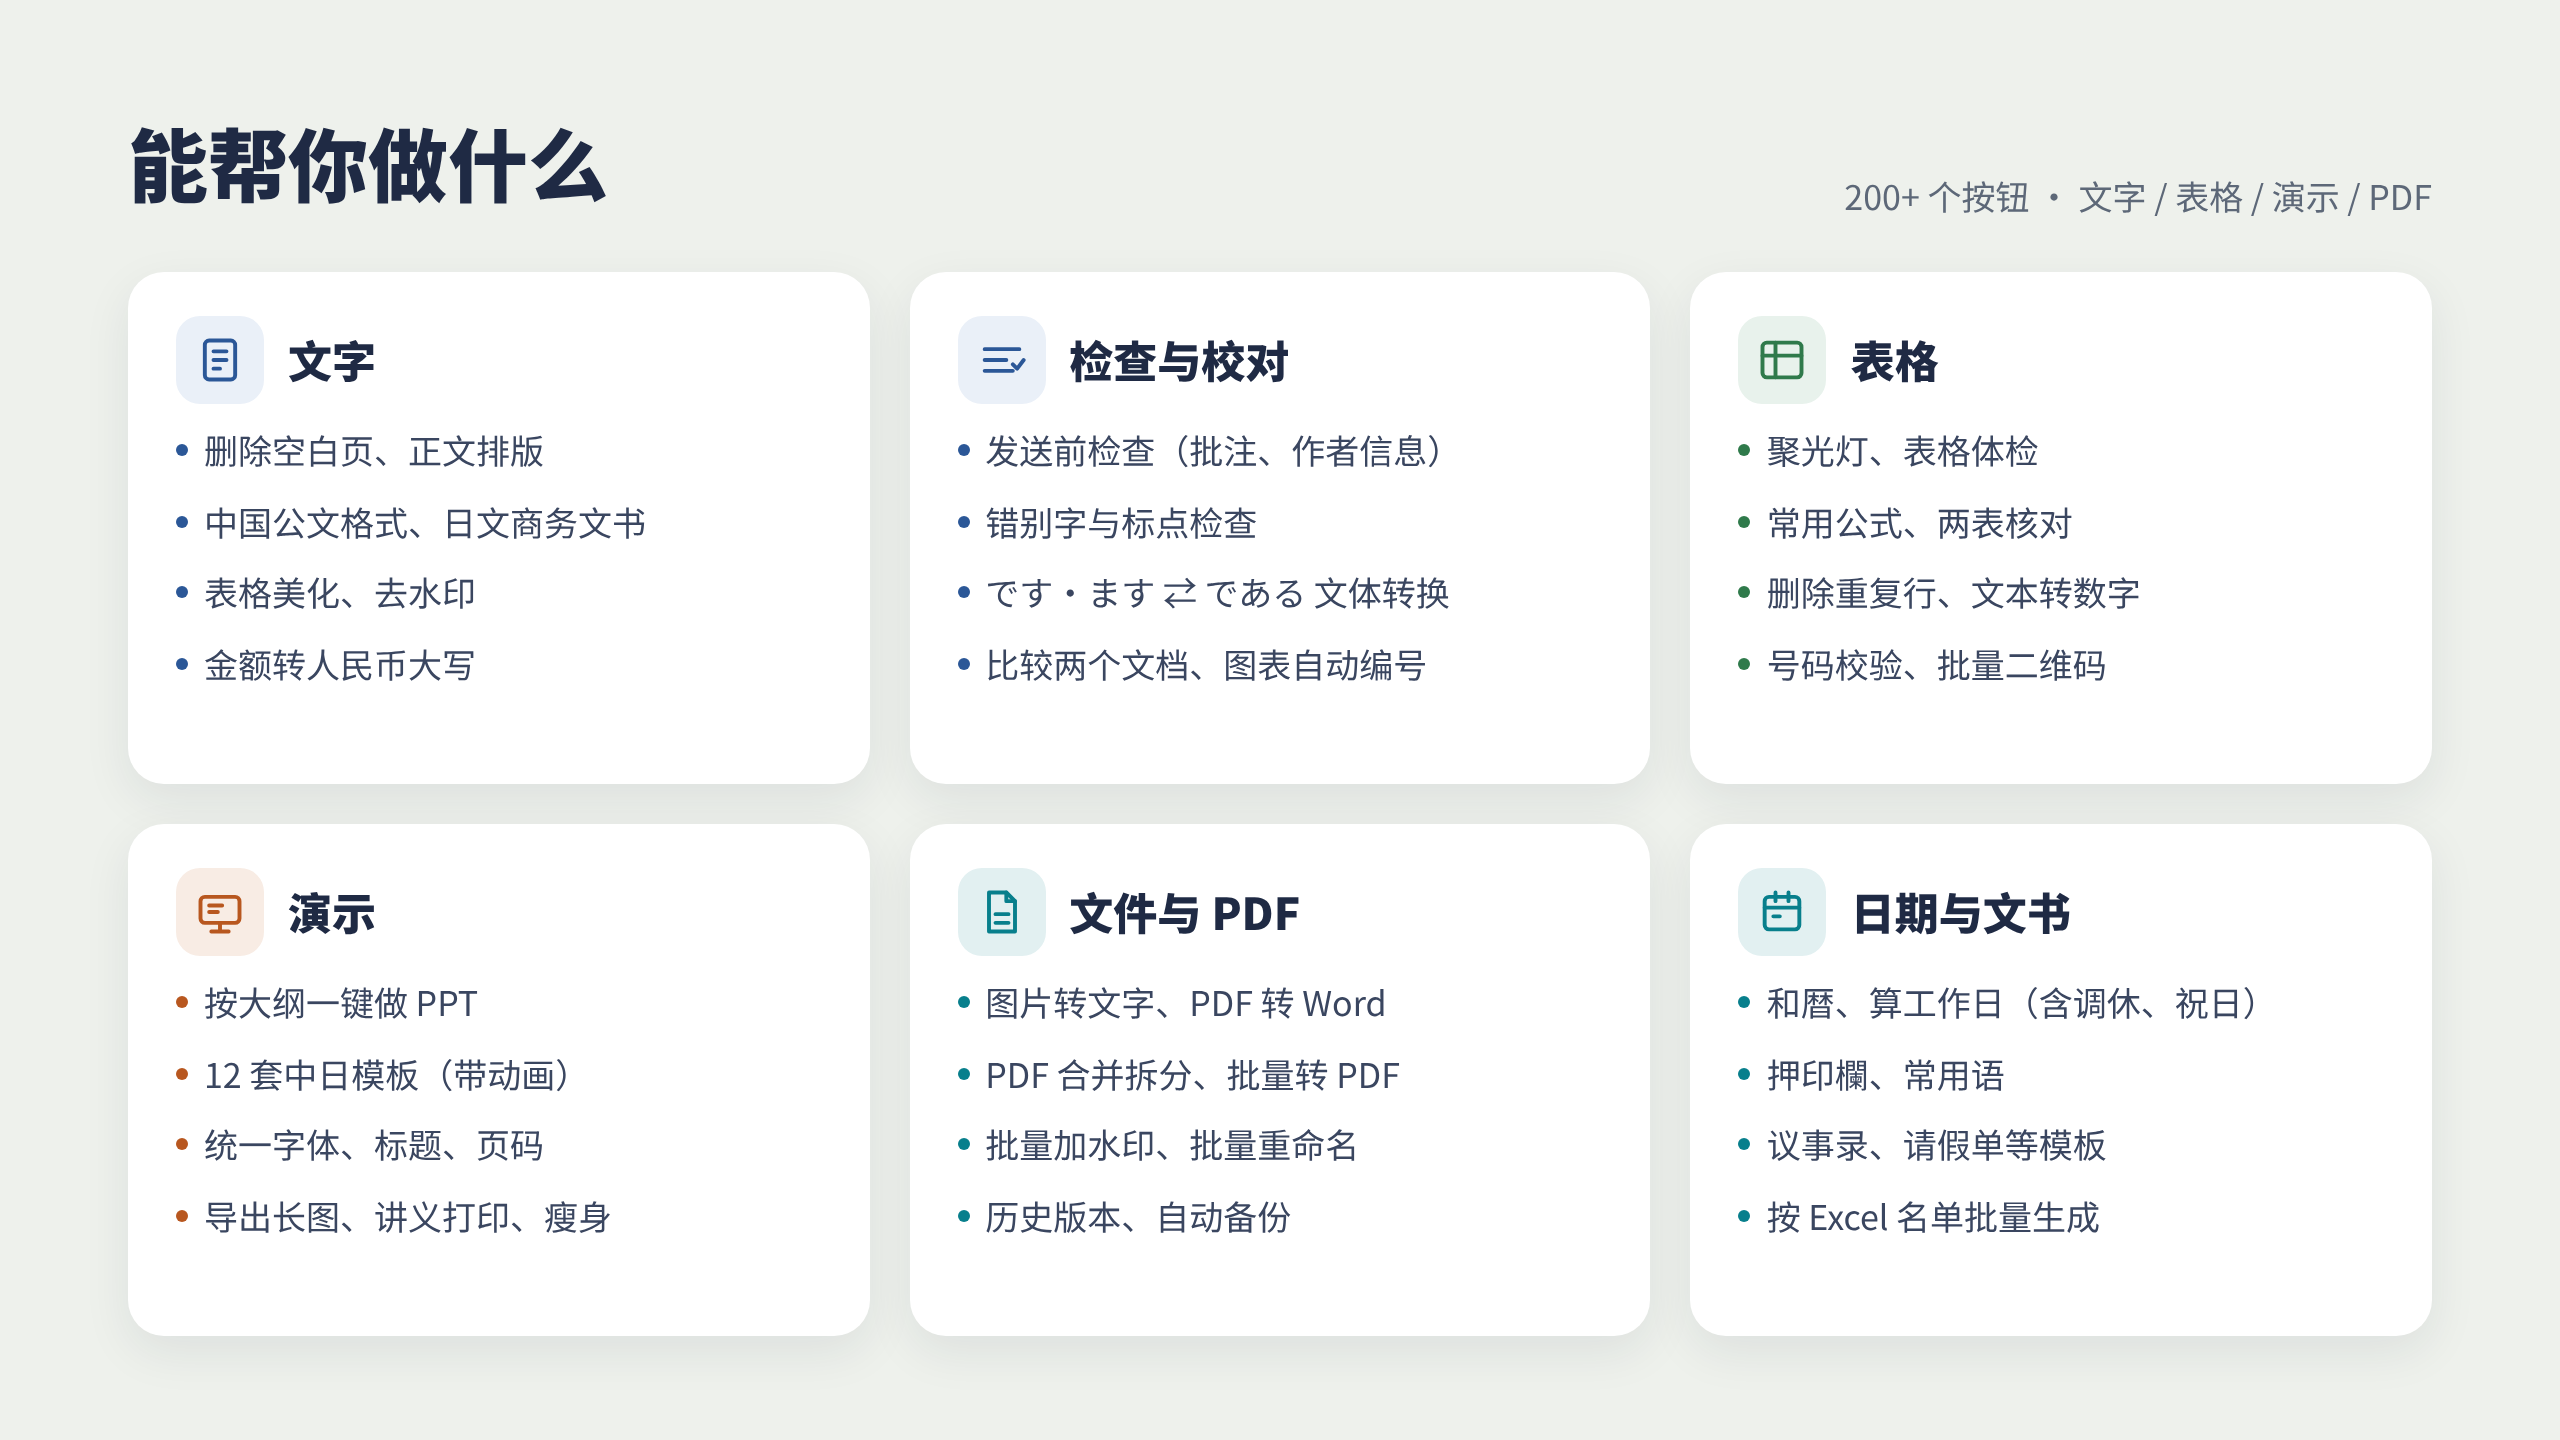 能帮你做什么
200+ 个按钮 · 文字 / 表格 / 演示 / PDF
文字
删除空白页、正文排版
中国公文格式、日文商务文书
表格美化、去水印
金额转人民币大写
检查与校对
发送前检查（批注、作者信息）
错别字与标点检查
です・ます ⇄ である 文体转换
比较两个文档、图表自动编号
表格
聚光灯、表格体检
常用公式、两表核对
删除重复行、文本转数字
号码校验、批量二维码
演示
按大纲一键做 PPT
12 套中日模板（带动画）
统一字体、标题、页码
导出长图、讲义打印、瘦身
文件与 PDF
图片转文字、PDF 转 Word
PDF 合并拆分、批量转 PDF
批量加水印、批量重命名
历史版本、自动备份
日期与文书
和暦、算工作日（含调休、祝日）
押印欄、常用语
议事录、请假单等模板
按 Excel 名单批量生成